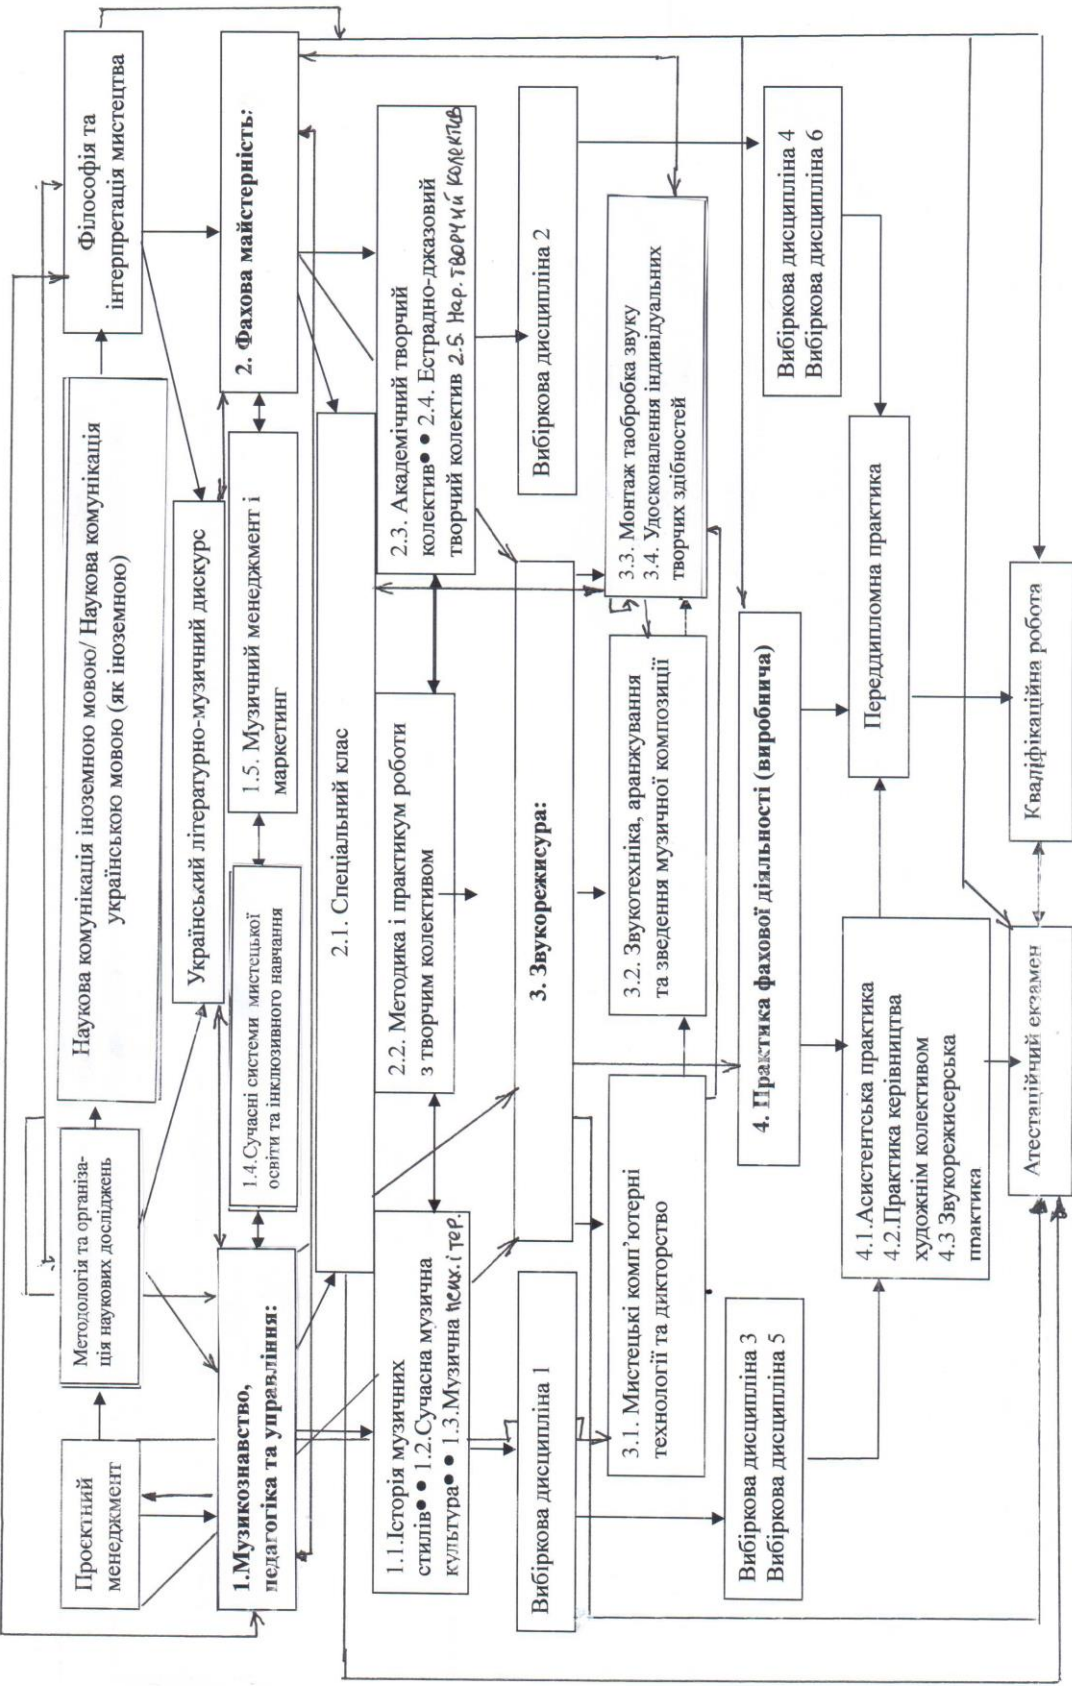 Проєктний
менеджмент
Методологія та організа-
ція наукових досліджень
Наукова комунікація іноземною мовою/ Наукова комунікація
українською мовою (як іноземною)
Філософія та
інтерпретація мистецтва
Український літературно-музичний дискурс
1.Музикознавство,
педагогіка та управління:
1.4.Сучасні системи мистецької
освіти та інклюзивного навчання
1.5. Музичний менеджмент і
маркетинг
2. Фахова майстерність:
2.1. Спеціальний клас
1.1.Історія музичних
стилів●● 1.2.Сучасна музична
культура●● 1.3.Музична псих. і тер.
2.2. Методика і практикум роботи
з творчим колективом
2.3. Академічний творчий
колектив●● 2.4. Естрадно-джазовий
творчий колектив 2.5. Нар. творчий колектив
Вибіркова дисципліна 1
3. Звукорежисура:
Вибіркова дисципліна 2
3.1. Мистецькі комп'ютерні
технології та дикторство
3.2. Звукотехніка, аранжування
та зведення музичної композиції
3.3. Монтаж таобробка звуку
3.4. Удосконалення індивідуальних
творчих здібностей
Вибіркова дисципліна 3
Вибіркова дисципліна 5
4. Практика фахової діяльності (виробнича)
Вибіркова дисципліна 4
Вибіркова дисципліна 6
4.1.Асистентська практика
4.2.Практика керівництва
художнім колективом
4.3 Звукорежисерська
практика
Переддипломна практика
Атестаційний екзамен
Кваліфікаційна робота